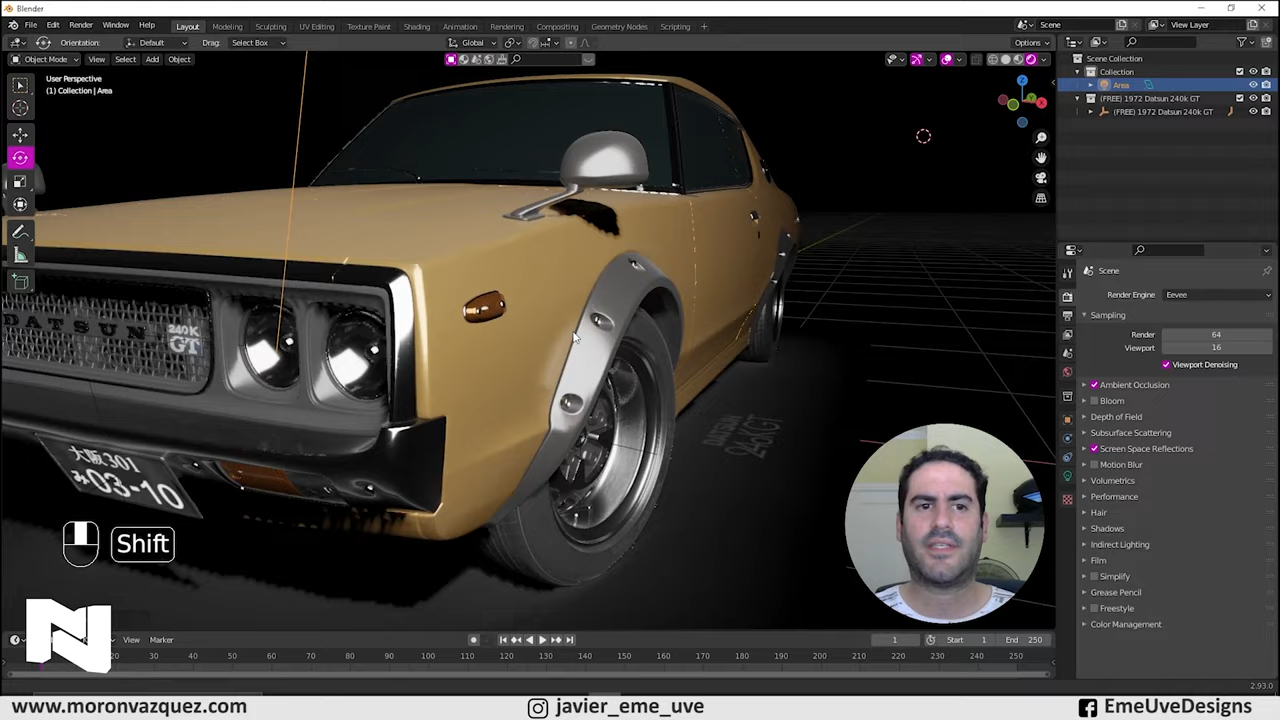 Blender
File Edit Render Window Help Layout Modeling Sculpting UV Editing Texture Paint Shading Animation Rendering Compositing Geometry Nodes Scripting + Scene View Layer
Orientation: Default Drag: Select Box Global Options
Object Mode View Select Add Object
User Perspective
(1) Collection | Area
Scene Collection
Collection
Area
(FREE) 1972 Datsun 240k GT
(FREE) 1972 Datsun 240k GT
Scene
Render Engine Eevee
Sampling
Render 64
Viewport 16
Viewport Denoising
Ambient Occlusion
Bloom
Depth of Field
Subsurface Scattering
Screen Space Reflections
Motion Blur
Volumetrics
Performance
Hair
Shadows
Indirect Lighting
Film
Simplify
Grease Pencil
Freestyle
Color Management
DATSUN
240K
GT
大阪 301
み 03-10
DATSUN
240KGT
Shift
N
View Marker 1 Start 1 End 250
20 30 40 50 60 70 80 90 100 110 120 130 140 150 160 170 180 190 200 210 220 230 240 250
2.93.0
www.moronvazquez.com javier_eme_uve EmeUveDesigns